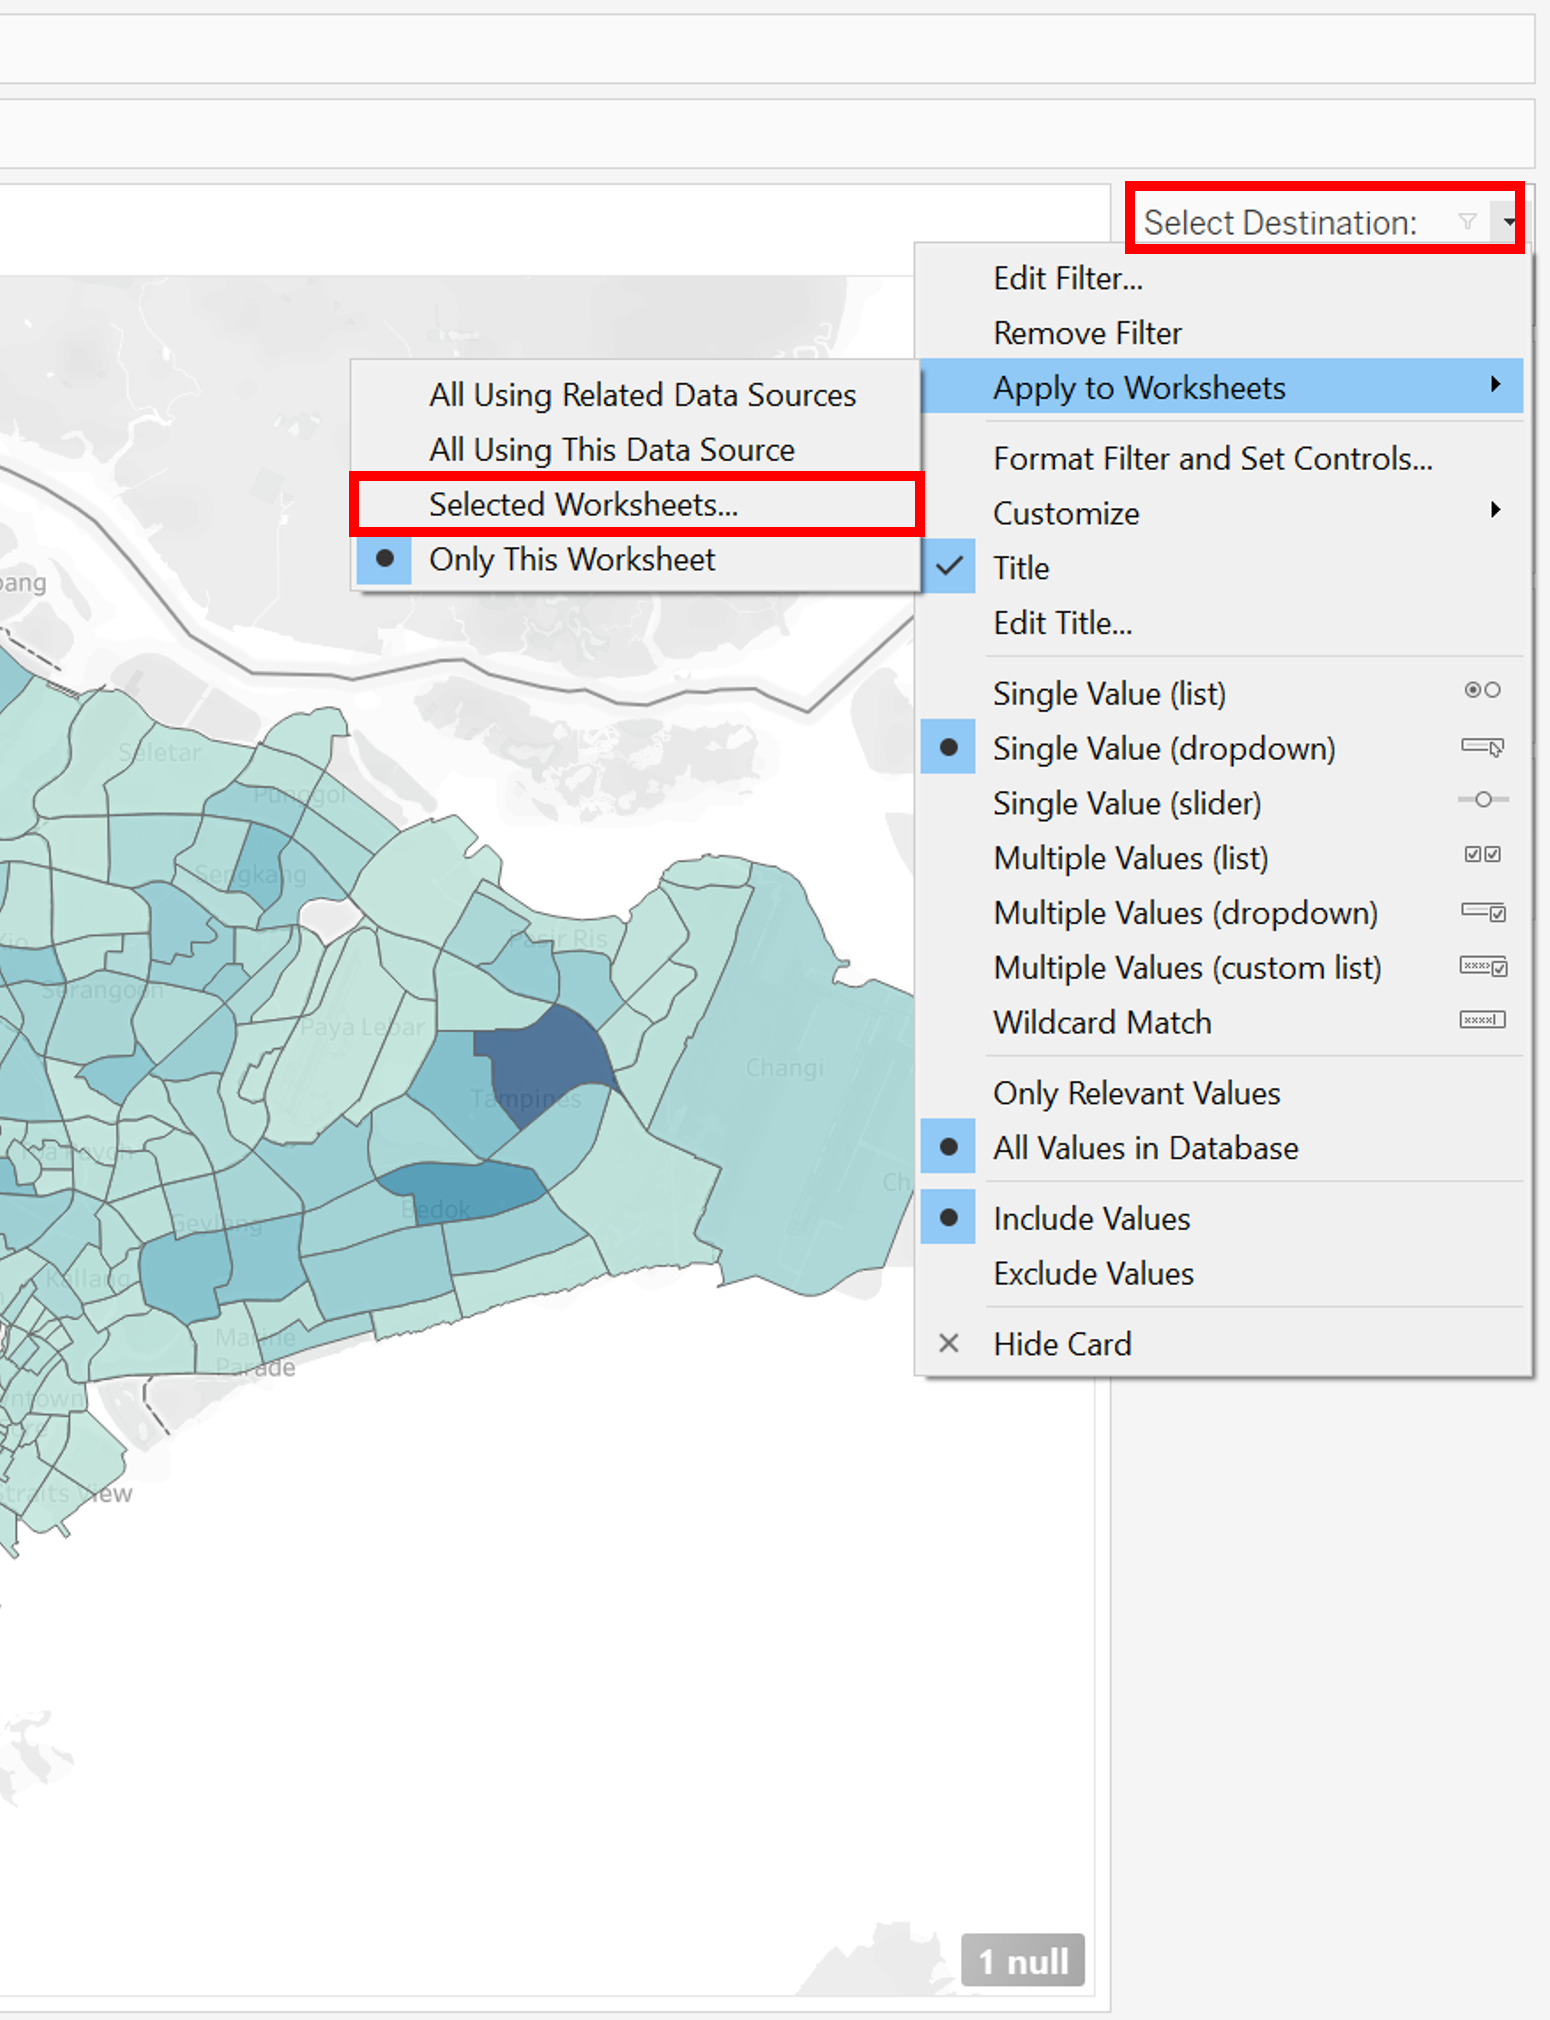 Select Destination:
Edit Filter...
Remove Filter
Apply to Worksheets
All Using Related Data Sources
All Using This Data Source
Selected Worksheets...
Only This Worksheet
Format Filter and Set Controls...
Customize
Title
Edit Title...
Single Value (list)
Single Value (dropdown)
Single Value (slider)
Multiple Values (list)
Multiple Values (dropdown)
Multiple Values (custom list)
Wildcard Match
Only Relevant Values
All Values in Database
Include Values
Exclude Values
Hide Card
Seletar
Punggol
Sengkang
Pasir Ris
Serangoon
Paya Lebar
Changi
Tampines
Bedok
Geylang
Kallang
Marine
Parade
Straits View
1 null